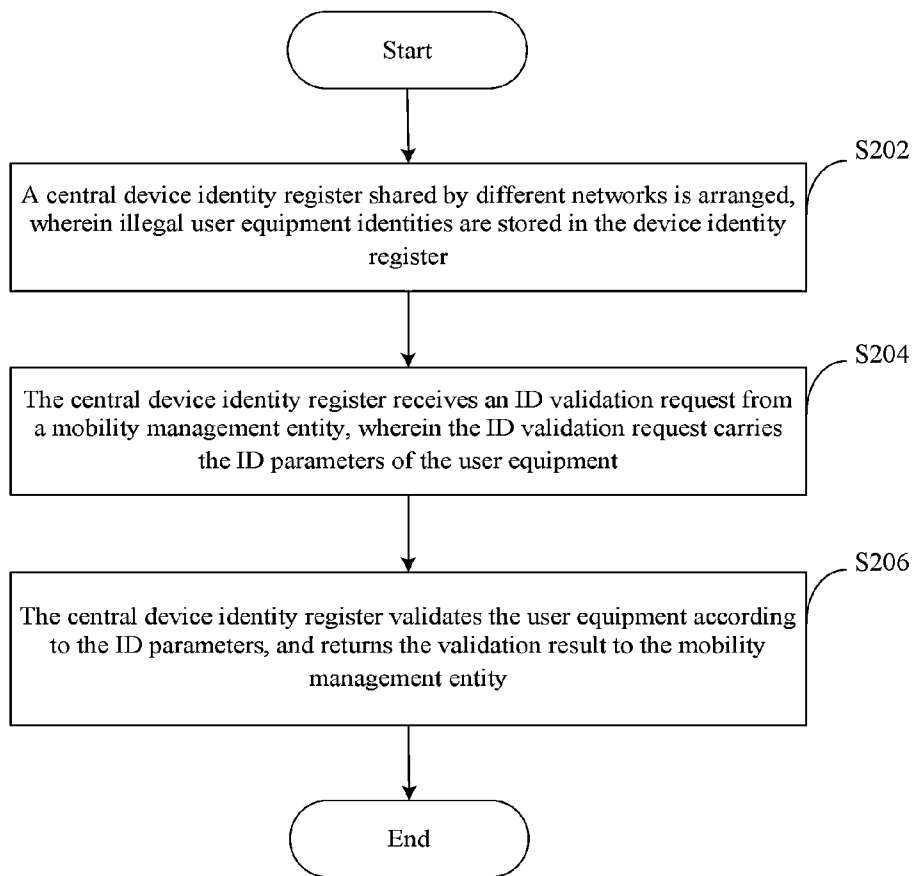 Start
S202
A central device identity register shared by different networks is arranged,
wherein illegal user equipment identities are stored in the device identity
register
S204
The central device identity register receives an ID validation request from
a mobility management entity, wherein the ID validation request carries
the ID parameters of the user equipment
S206
The central device identity register validates the user equipment according
to the ID parameters, and returns the validation result to the mobility
management entity
End